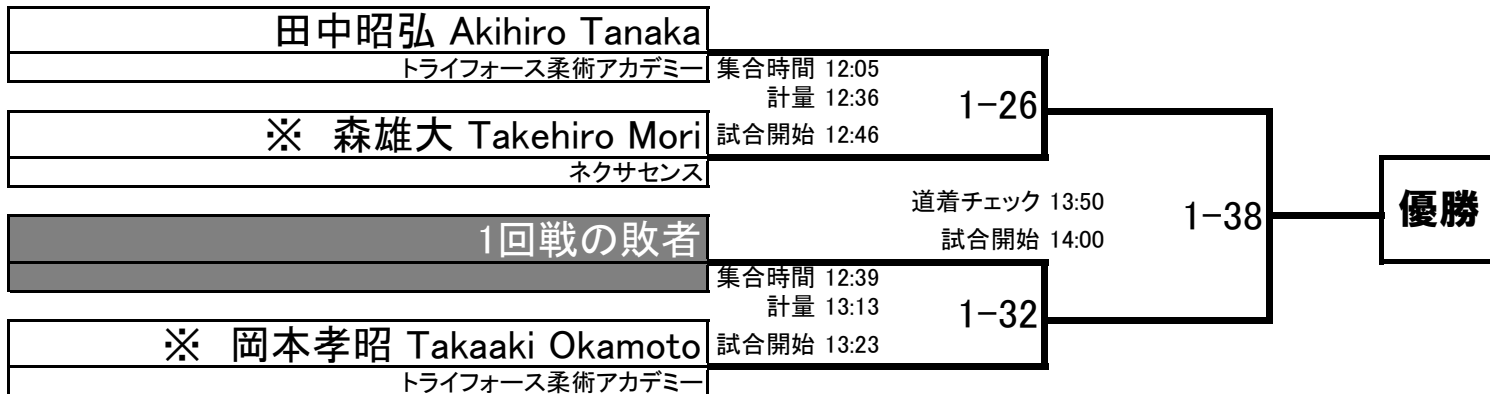 田中昭弘 Akihiro Tanaka
トライフォース柔術アカデミー
集合時間 12:05
計量 12:36
1-26
※ 森雄大 Takehiro Mori
試合開始 12:46
ネクサセンス
道着チェック 13:50
1-38
優勝
1回戦の敗者
試合開始 14:00
集合時間 12:39
計量 13:13
1-32
※ 岡本孝昭 Takaaki Okamoto
試合開始 13:23
トライフォース柔術アカデミー